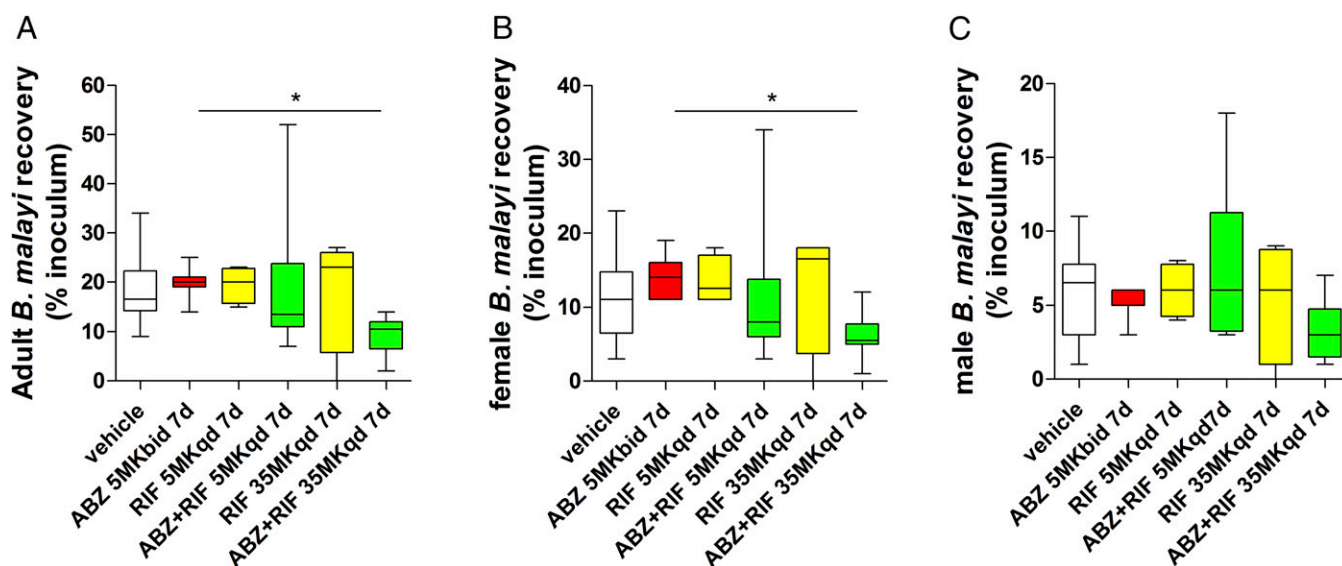 A
Adult B. malayi recovery
(% inoculum)
60
50
40
30
20
10
0
*
vehicle
ABZ 5MKbid 7d
RIF 5MKqd 7d
ABZ+RIF 5MKqd 7d
RIF 35MKqd 7d
ABZ+RIF 35MKqd 7d
B
female B. malayi recovery
(% inoculum)
40
30
20
10
0
*
vehicle
ABZ 5MKbid 7d
RIF 5MKqd 7d
ABZ+RIF 5MKqd 7d
RIF 35MKqd 7d
ABZ+RIF 35MKqd 7d
C
male B. malayi recovery
(% inoculum)
20
15
10
5
0
vehicle
ABZ 5MKbid 7d
RIF 5MKqd 7d
ABZ+RIF 5MKqd7d
RIF 35MKqd 7d
ABZ+RIF 35MKqd 7d